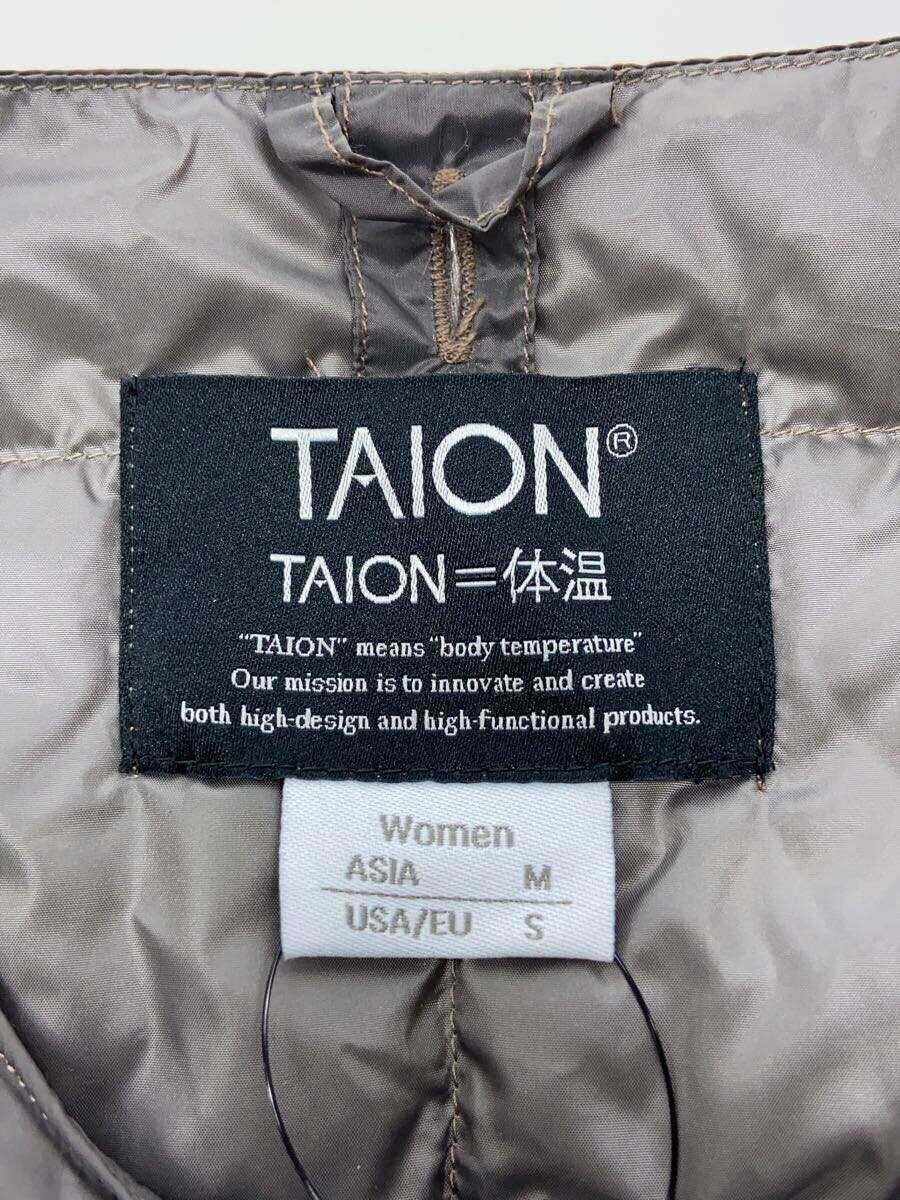 TAION®
TAION=体温
"TAION" means "body temperature"
Our mission is to innovate and create
both high-design and high-functional products.
Women
ASIA M
USA/EU S